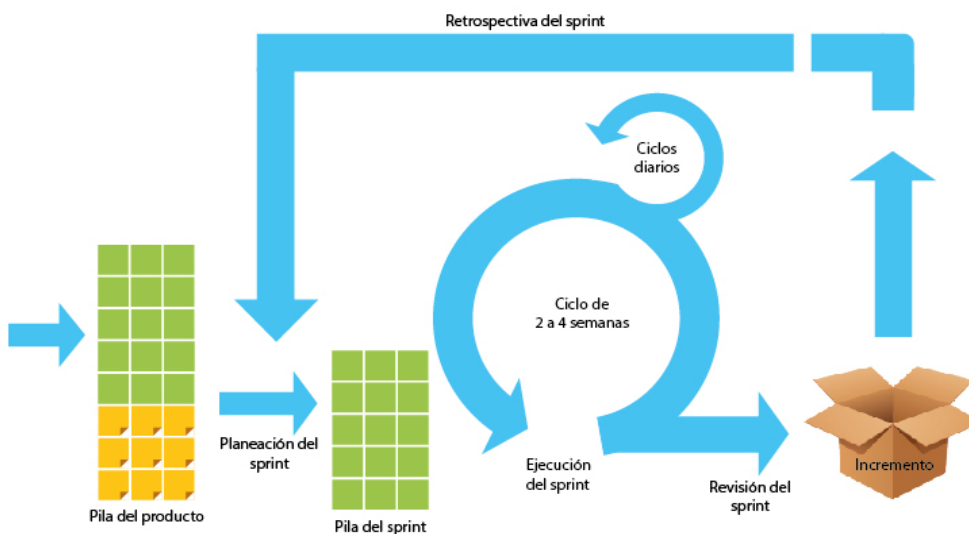 Retrospectiva del sprint
Ciclos
diarios
Ciclo de
2 a 4 semanas
Planeación del
sprint
Pila del producto
Pila del sprint
Ejecución
del sprint
Revisión del
sprint
Incremento